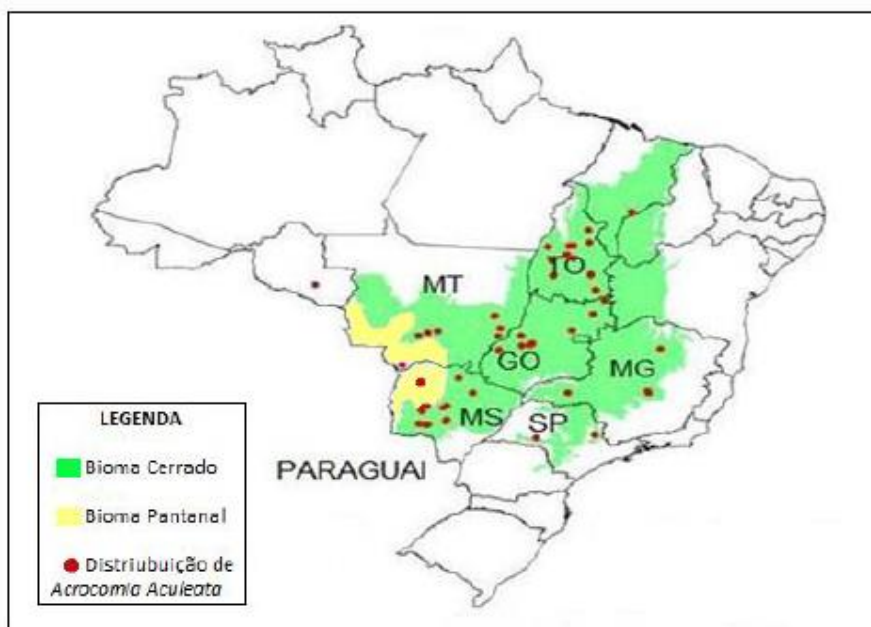 MT
TO
GO
MG
MS
SP
PARAGUAI
LEGENDA
Bioma Cerrado
Bioma Pantanal
Distriubuição de
Acrocomia Aculeata